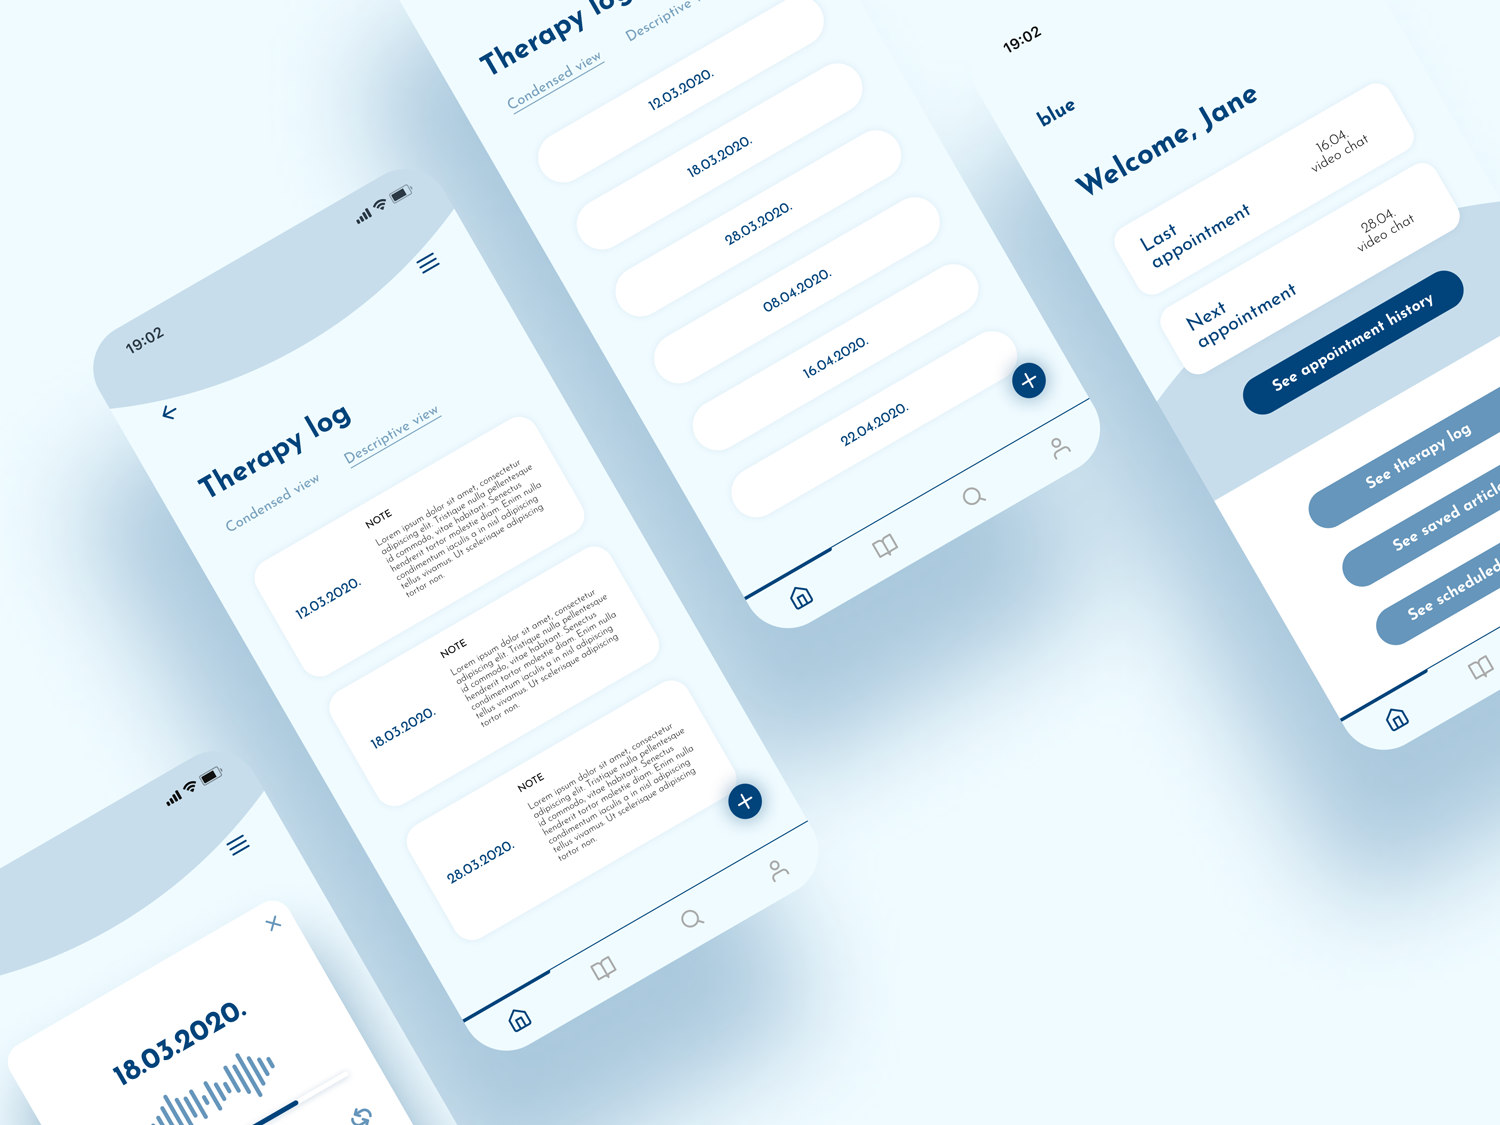 Therapy log
Condensed view
Descriptive
12.03.2020.
18.03.2020.
28.03.2020.
08.04.2020.
16.04.2020.
22.04.2020.
19:02
blue
Welcome, Jane
Last
appointment
16.04.
video chat
Next
appointment
28.04.
video chat
See appointment history
See therapy log
See saved article
See scheduled
19:02
Therapy log
Condensed view
Descriptive view
12.03.2020.
NOTE
Lorem ipsum dolor sit amet, consectetur
adipiscing elit. Tristique nulla pellentesque
id commodo, vitae habitant. Senectus
hendrerit tortor molestie diam. Enim nulla
condimentum iaculis a in nisl adipiscing
tellus vivamus. Ut scelerisque adipiscing
tortor non.
18.03.2020.
NOTE
Lorem ipsum dolor sit amet, consectetur
adipiscing elit. Tristique nulla pellentesque
id commodo, vitae habitant. Senectus
hendrerit tortor molestie diam. Enim nulla
condimentum iaculis a in nisl adipiscing
tellus vivamus. Ut scelerisque adipiscing
tortor non.
28.03.2020.
NOTE
Lorem ipsum dolor sit amet, consectetur
adipiscing elit. Tristique nulla pellentesque
id commodo, vitae habitant. Senectus
hendrerit tortor molestie diam. Enim nulla
condimentum iaculis a in nisl adipiscing
tellus vivamus. Ut scelerisque adipiscing
tortor non.
18.03.2020.